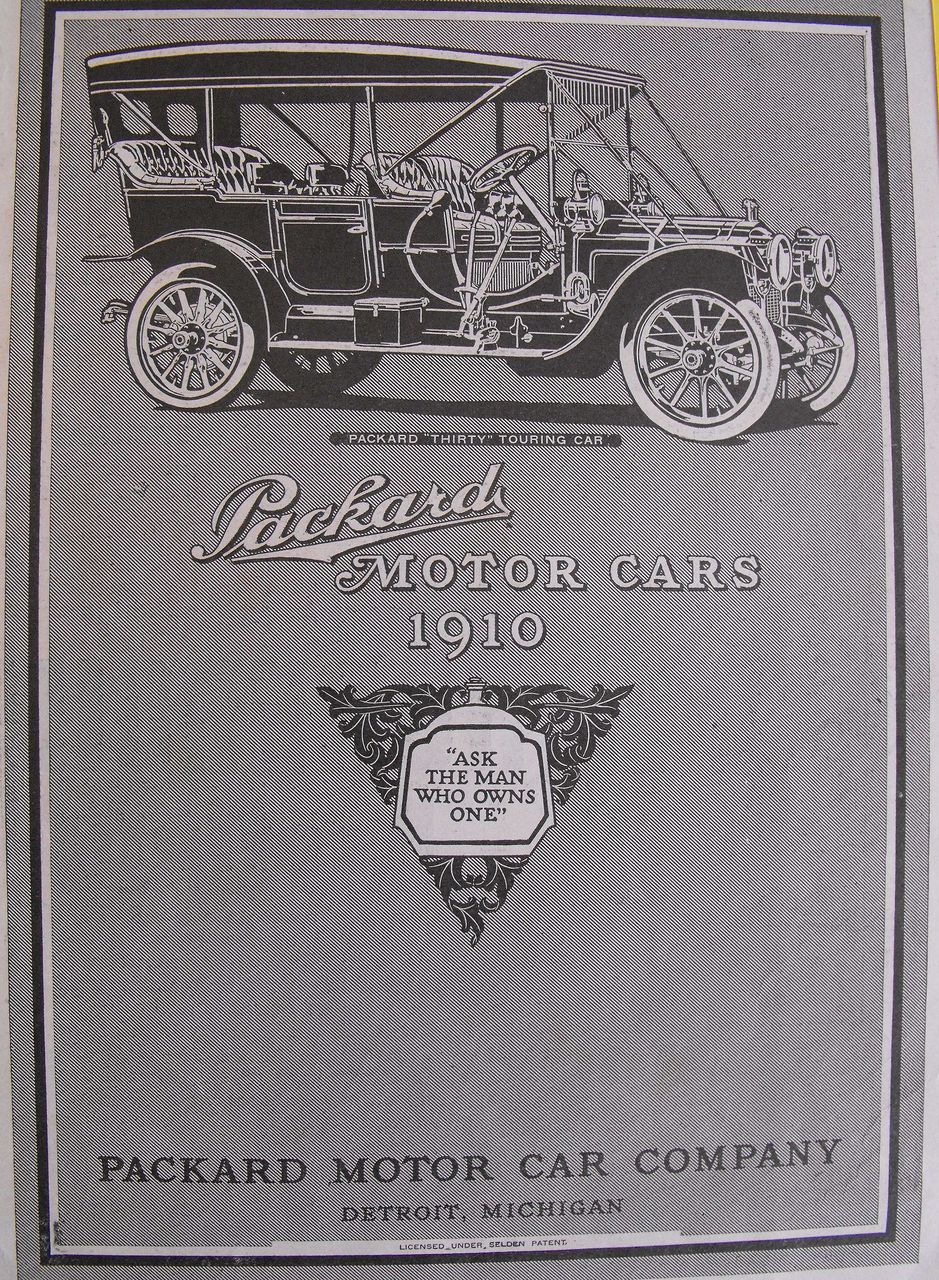 PACKARD "THIRTY" TOURING CAR
Packard
MOTOR CARS
1910
"ASK
THE MAN
WHO OWNS
ONE"
PACKARD MOTOR CAR COMPANY
DETROIT, MICHIGAN
LICENSED UNDER SELDEN PATENT.